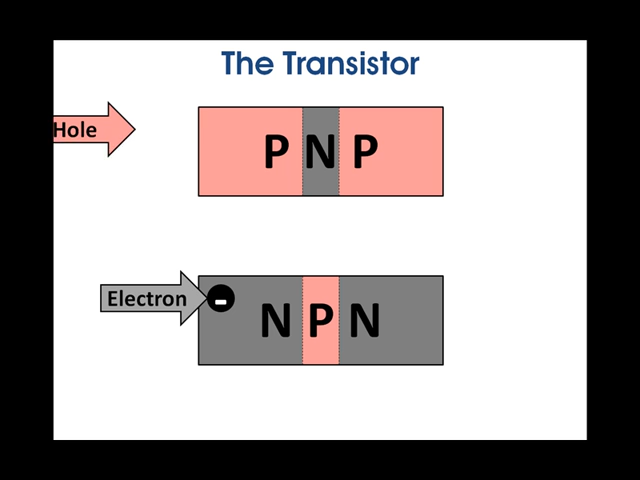 The Transistor
Hole
P N P
Electron
-
N P N